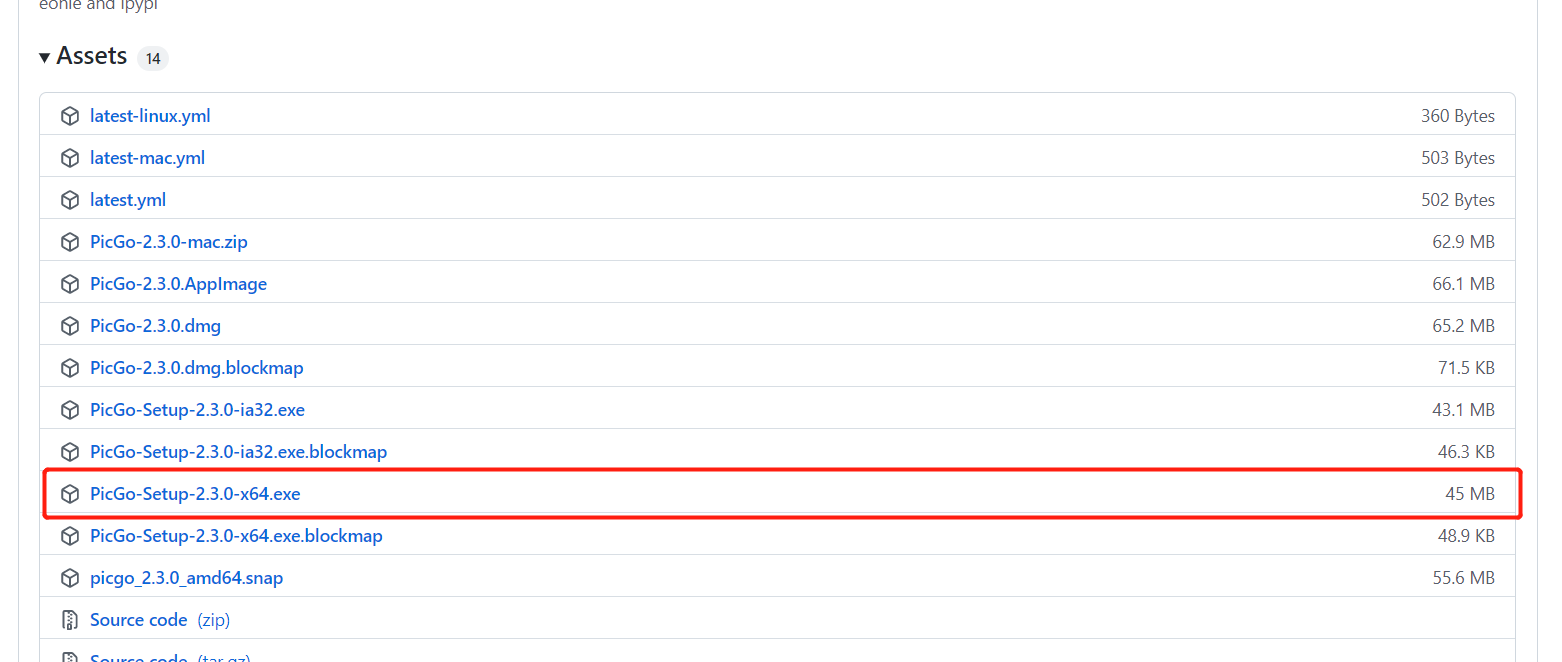 eonie and ipypi
▾ Assets 14
latest-linux.yml 360 Bytes
latest-mac.yml 503 Bytes
latest.yml 502 Bytes
PicGo-2.3.0-mac.zip 62.9 MB
PicGo-2.3.0.AppImage 66.1 MB
PicGo-2.3.0.dmg 65.2 MB
PicGo-2.3.0.dmg.blockmap 71.5 KB
PicGo-Setup-2.3.0-ia32.exe 43.1 MB
PicGo-Setup-2.3.0-ia32.exe.blockmap 46.3 KB
PicGo-Setup-2.3.0-x64.exe 45 MB
PicGo-Setup-2.3.0-x64.exe.blockmap 48.9 KB
picgo_2.3.0_amd64.snap 55.6 MB
Source code (zip)
Source code (tar.gz)